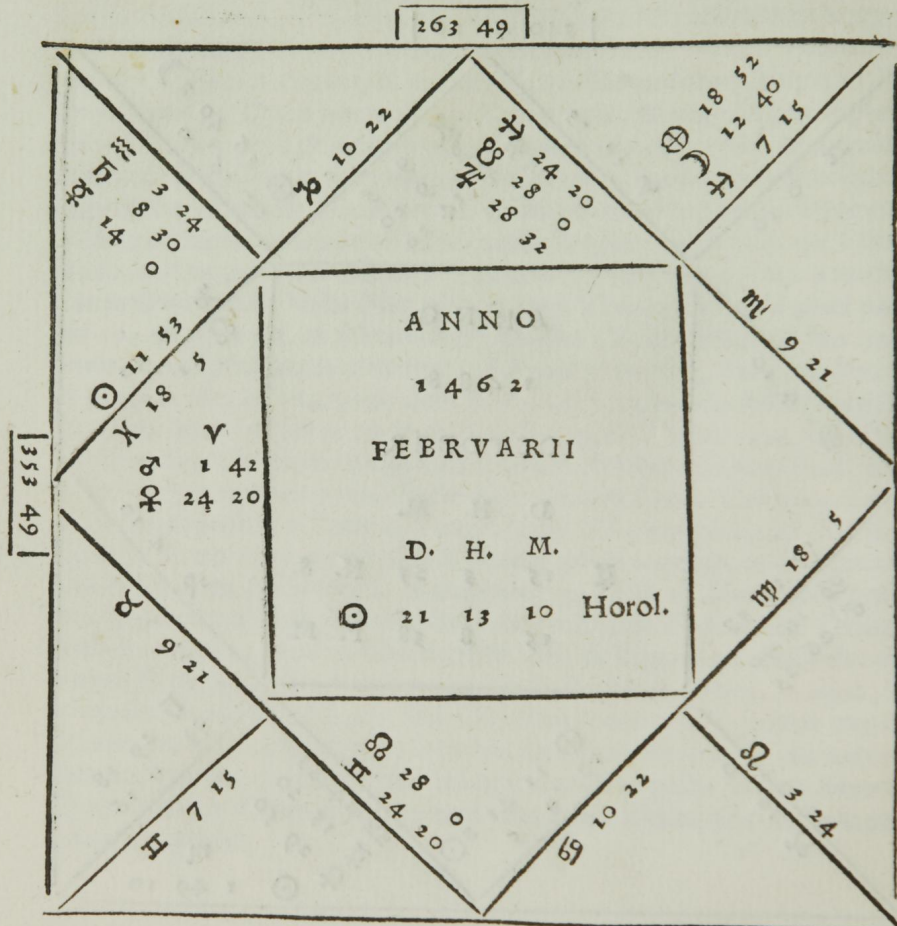 263 49
♑ 10 22
♐ 24 20
☋ 28 0
♃ 28 32
⊕ 18 52
☽ 12 40
♐ 7 15
♒ 3 24
♄ 8 30
☿ 14 0
☉ 11 53
♓ 18 5
♈
♂ 1 42
♀ 24 20
353 49
♏ 9 21
ANNO
1462
FEBRVARII
D. H. M.
☉ 21 13 10 Horol.
♍ 18 5
♉ 9 21
♊ 7 15
☊ 28 0
♊ 24 20
♋ 10 22
♌ 3 24